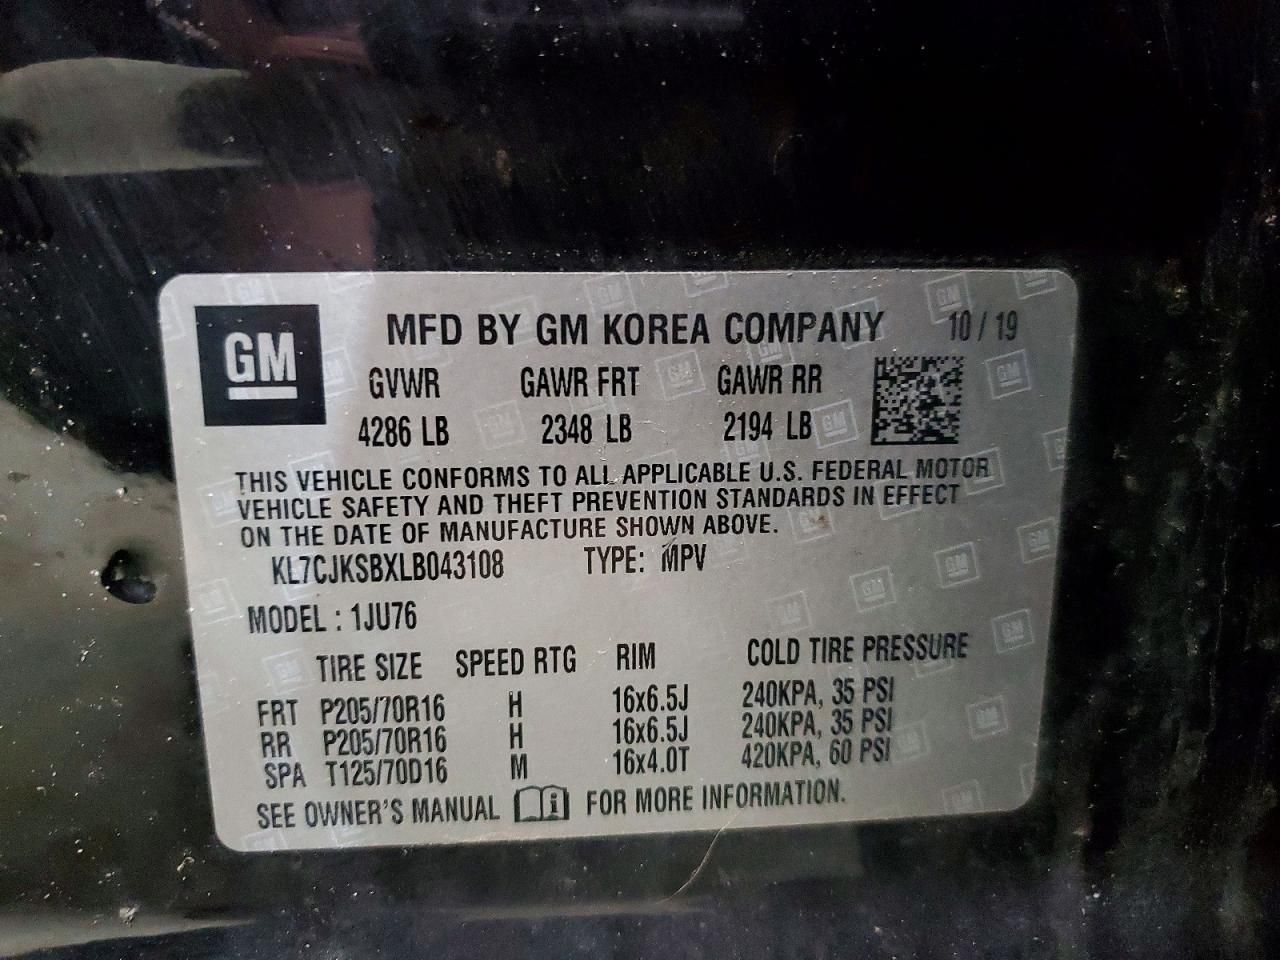 GM
MFD BY GM KOREA COMPANY 10 / 19
GVWR GAWR FRT GAWR RR
4286 LB 2348 LB 2194 LB
THIS VEHICLE CONFORMS TO ALL APPLICABLE U.S. FEDERAL MOTOR
VEHICLE SAFETY AND THEFT PREVENTION STANDARDS IN EFFECT
ON THE DATE OF MANUFACTURE SHOWN ABOVE.
KL7CJKSBXLB043108 TYPE: MPV
MODEL : 1JU76
TIRE SIZE SPEED RTG RIM COLD TIRE PRESSURE
FRT P205/70R16 H 16x6.5J 240KPA, 35 PSI
RR P205/70R16 H 16x6.5J 240KPA, 35 PSI
SPA T125/70D16 M 16x4.0T 420KPA, 60 PSI
SEE OWNER'S MANUAL i FOR MORE INFORMATION.